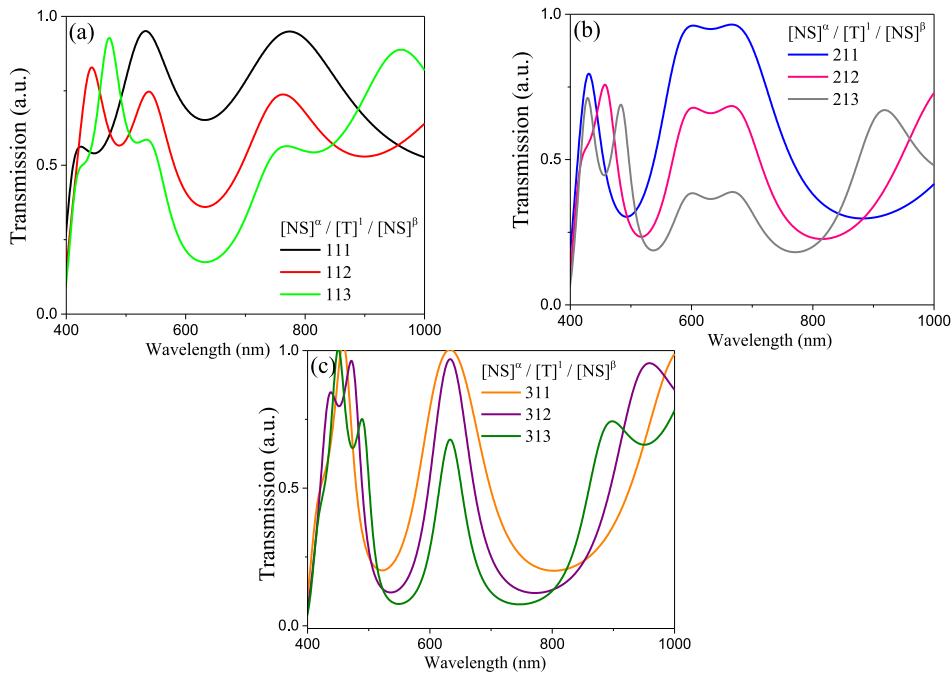 (a)
Transmission (a.u.)
1.0
0.5
0.0
[NS]^α / [T]^1 / [NS]^β
111
112
113
400 600 800 1000
Wavelength (nm)
(b)
Transmission (a.u.)
1.0
0.5
0.0
[NS]^α / [T]^1 / [NS]^β
211
212
213
400 600 800 1000
Wavelength (nm)
(c)
Transmission (a.u.)
1.0
0.5
0.0
[NS]^α / [T]^1 / [NS]^β
311
312
313
400 600 800 1000
Wavelength (nm)